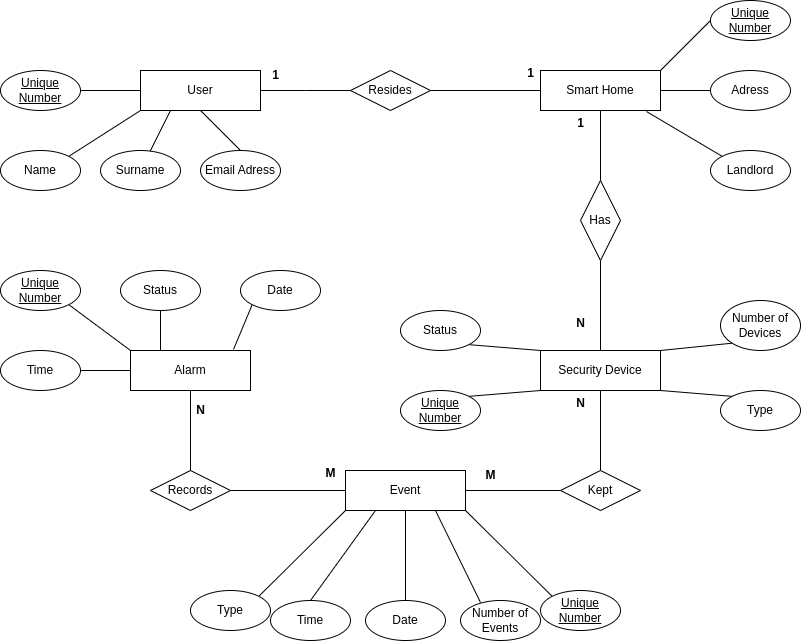 Unique
Number
User
1
Resides
1
Smart Home
Unique
Number
Adress
Landlord
Name
Surname
Email Adress
1
Has
N
Unique
Number
Status
Date
Time
Alarm
N
Status
Unique
Number
Security Device
Number of
Devices
Type
N
Records
M
Event
M
Kept
Type
Time
Date
Number of
Events
Unique
Number